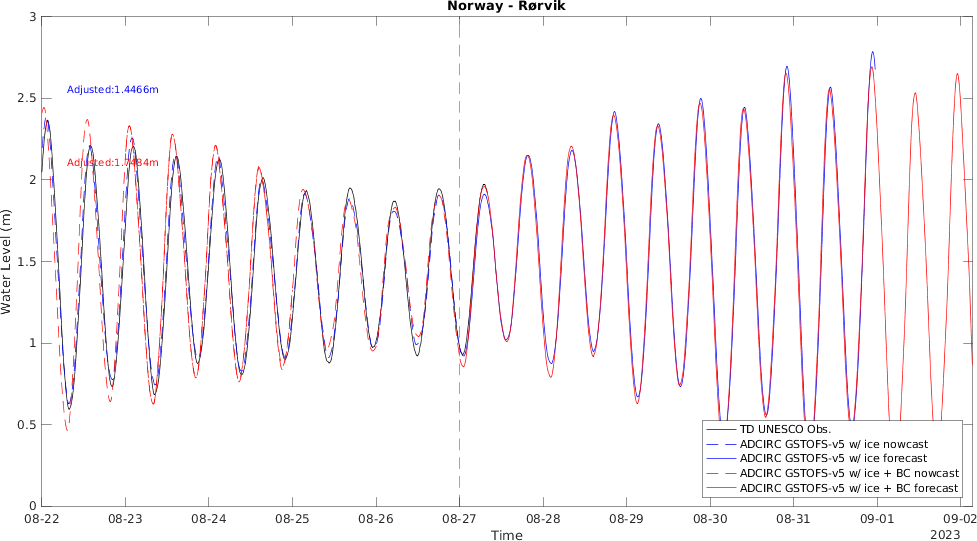 Norway - Rørvik
3
2.5
2
1.5
1
0.5
0
Water Level (m)
Adjusted:1.4466m
Adjusted:1.7484m
TD UNESCO Obs.
ADCIRC GSTOFS-v5 w/ ice nowcast
ADCIRC GSTOFS-v5 w/ ice forecast
ADCIRC GSTOFS-v5 w/ ice + BC nowcast
ADCIRC GSTOFS-v5 w/ ice + BC forecast
08-22 08-23 08-24 08-25 08-26 08-27 08-28 08-29 08-30 08-31 09-01 09-02
Time
2023